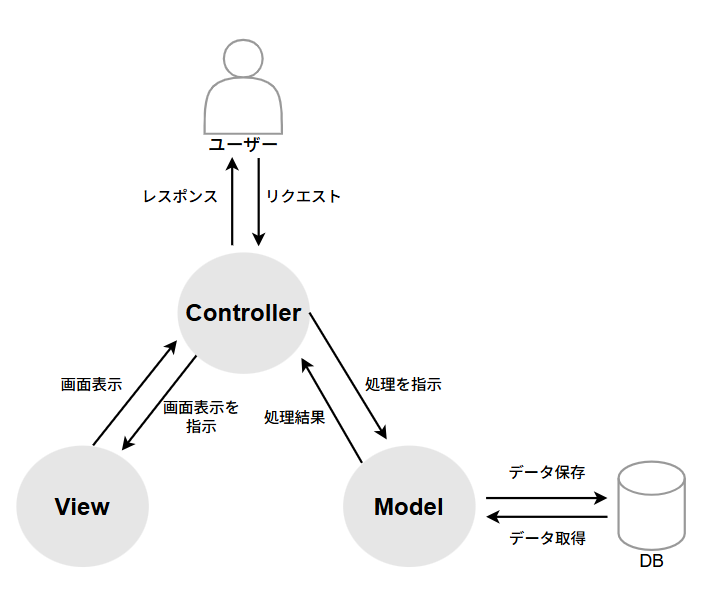 ユーザー
レスポンス
リクエスト
Controller
画面表示
画面表示を
指示
処理結果
処理を指示
View
Model
データ保存
データ取得
DB